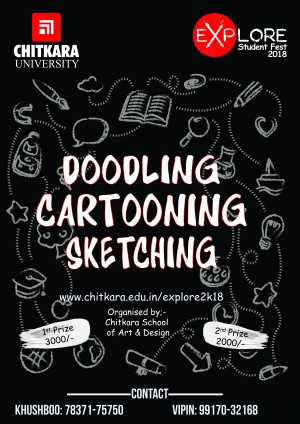 CHITKARA
UNIVERSITY
EXPLORE
Student Fest
2018
DOODLING
CARTOONING
SKETCHING
www.chitkara.edu.in/explore2k18
Organised by:-
Chitkara School
of Art & Design
1st Prize
3000/-
2nd Prize
2000/-
CONTACT
KHUSHBOO: 78371-75750
VIPIN: 99170-32168